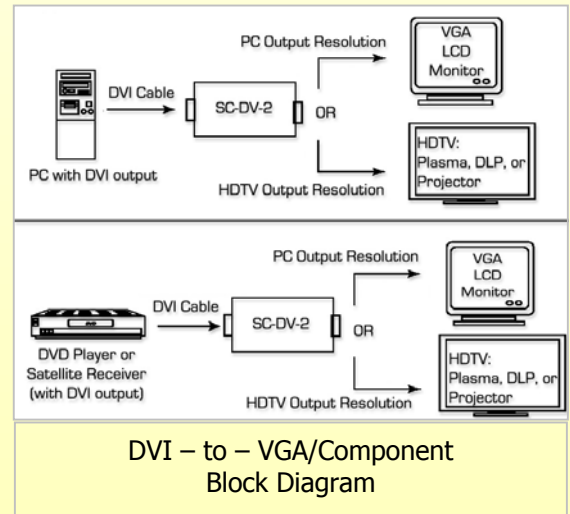 PC Output Resolution
VGA
LCD
Monitor
DVI Cable
SC-DV-2
OR
PC with DVI output
HDTV:
Plasma, DLP, or
Projector
HDTV Output Resolution
PC Output Resolution
VGA
LCD
Monitor
DVI Cable
SC-DV-2
OR
DVD Player or
Satellite Receiver
(with DVI output)
HDTV:
Plasma, DLP, or
Projector
HDTV Output Resolution
DVI – to – VGA/Component
Block Diagram